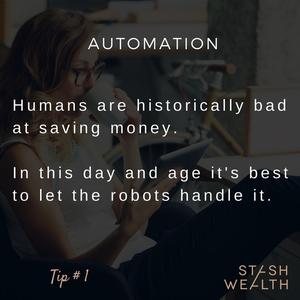 AUTOMATION
Humans are historically bad
at saving money.
In this day and age it's best
to let the robots handle it.
Tip #1
STASH
WEALTH